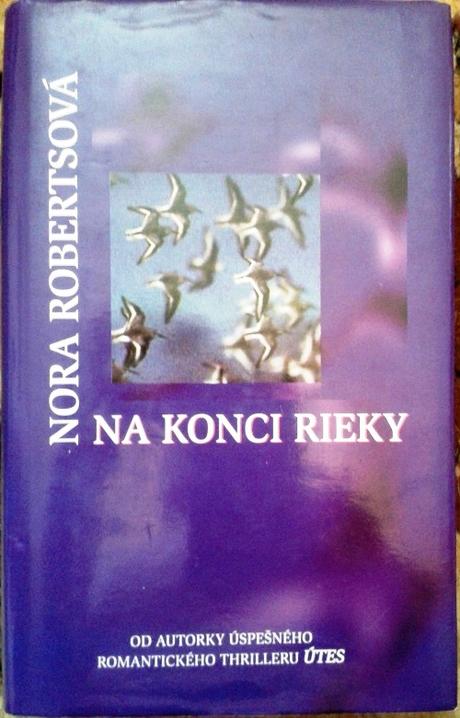 NORA ROBERTSOVÁ
NA KONCI RIEKY
OD AUTORKY ÚSPEŠNÉHO
ROMANTICKÉHO THRILLERU ÚTES